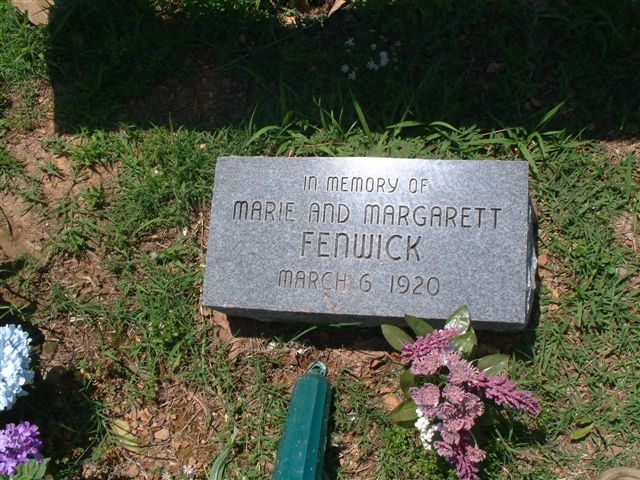 IN MEMORY OF
MARIE AND MARGARETT
FENWICK
MARCH 6 1920